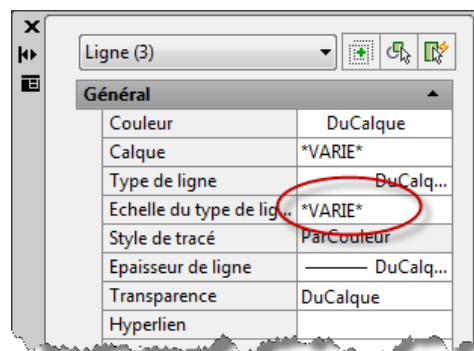 Ligne (3)
Général
Couleur DuCalque
Calque *VARIE*
Type de ligne DuCalq...
Echelle du type de lig... *VARIE*
Style de tracé ParCouleur
Epaisseur de ligne DuCalq...
Transparence DuCalque
Hyperlien